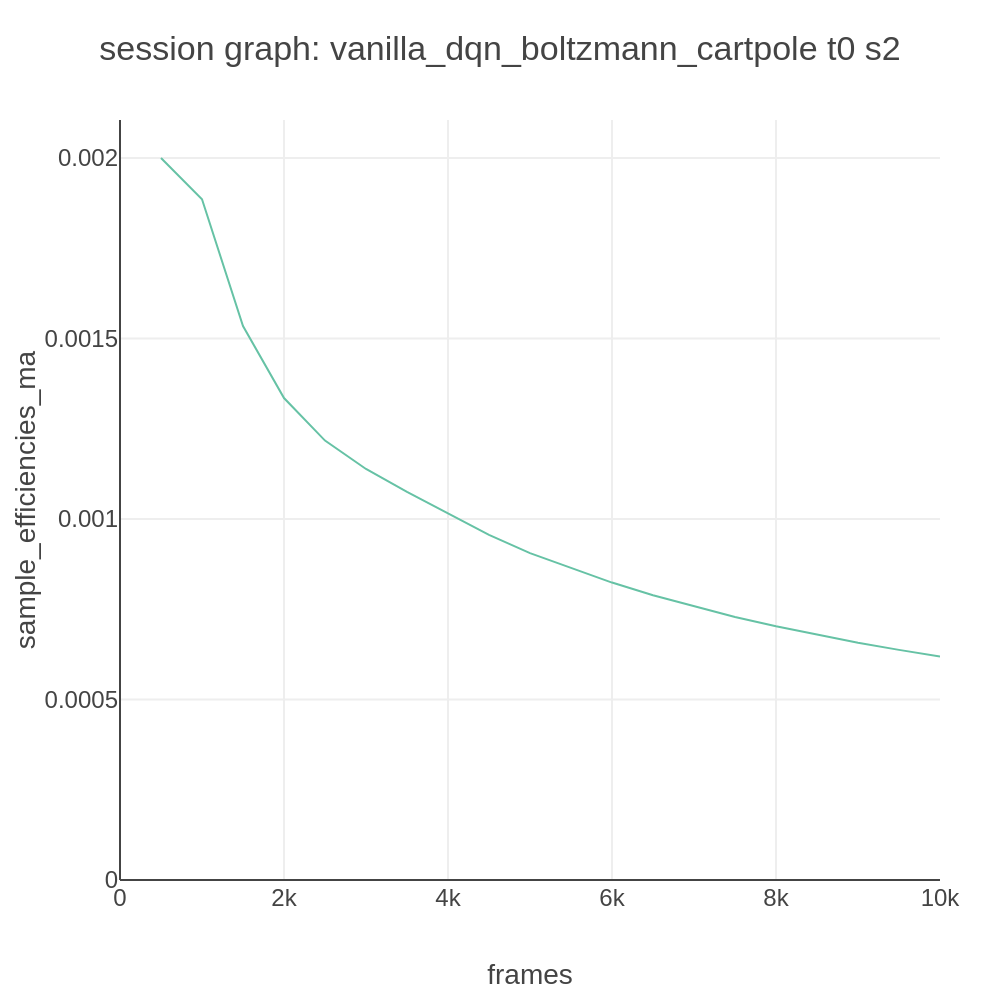 session graph: vanilla_dqn_boltzmann_cartpole t0 s2
sample_efficiencies_ma
0.002
0.0015
0.001
0.0005
0
0
2k
4k
6k
8k
10k
frames